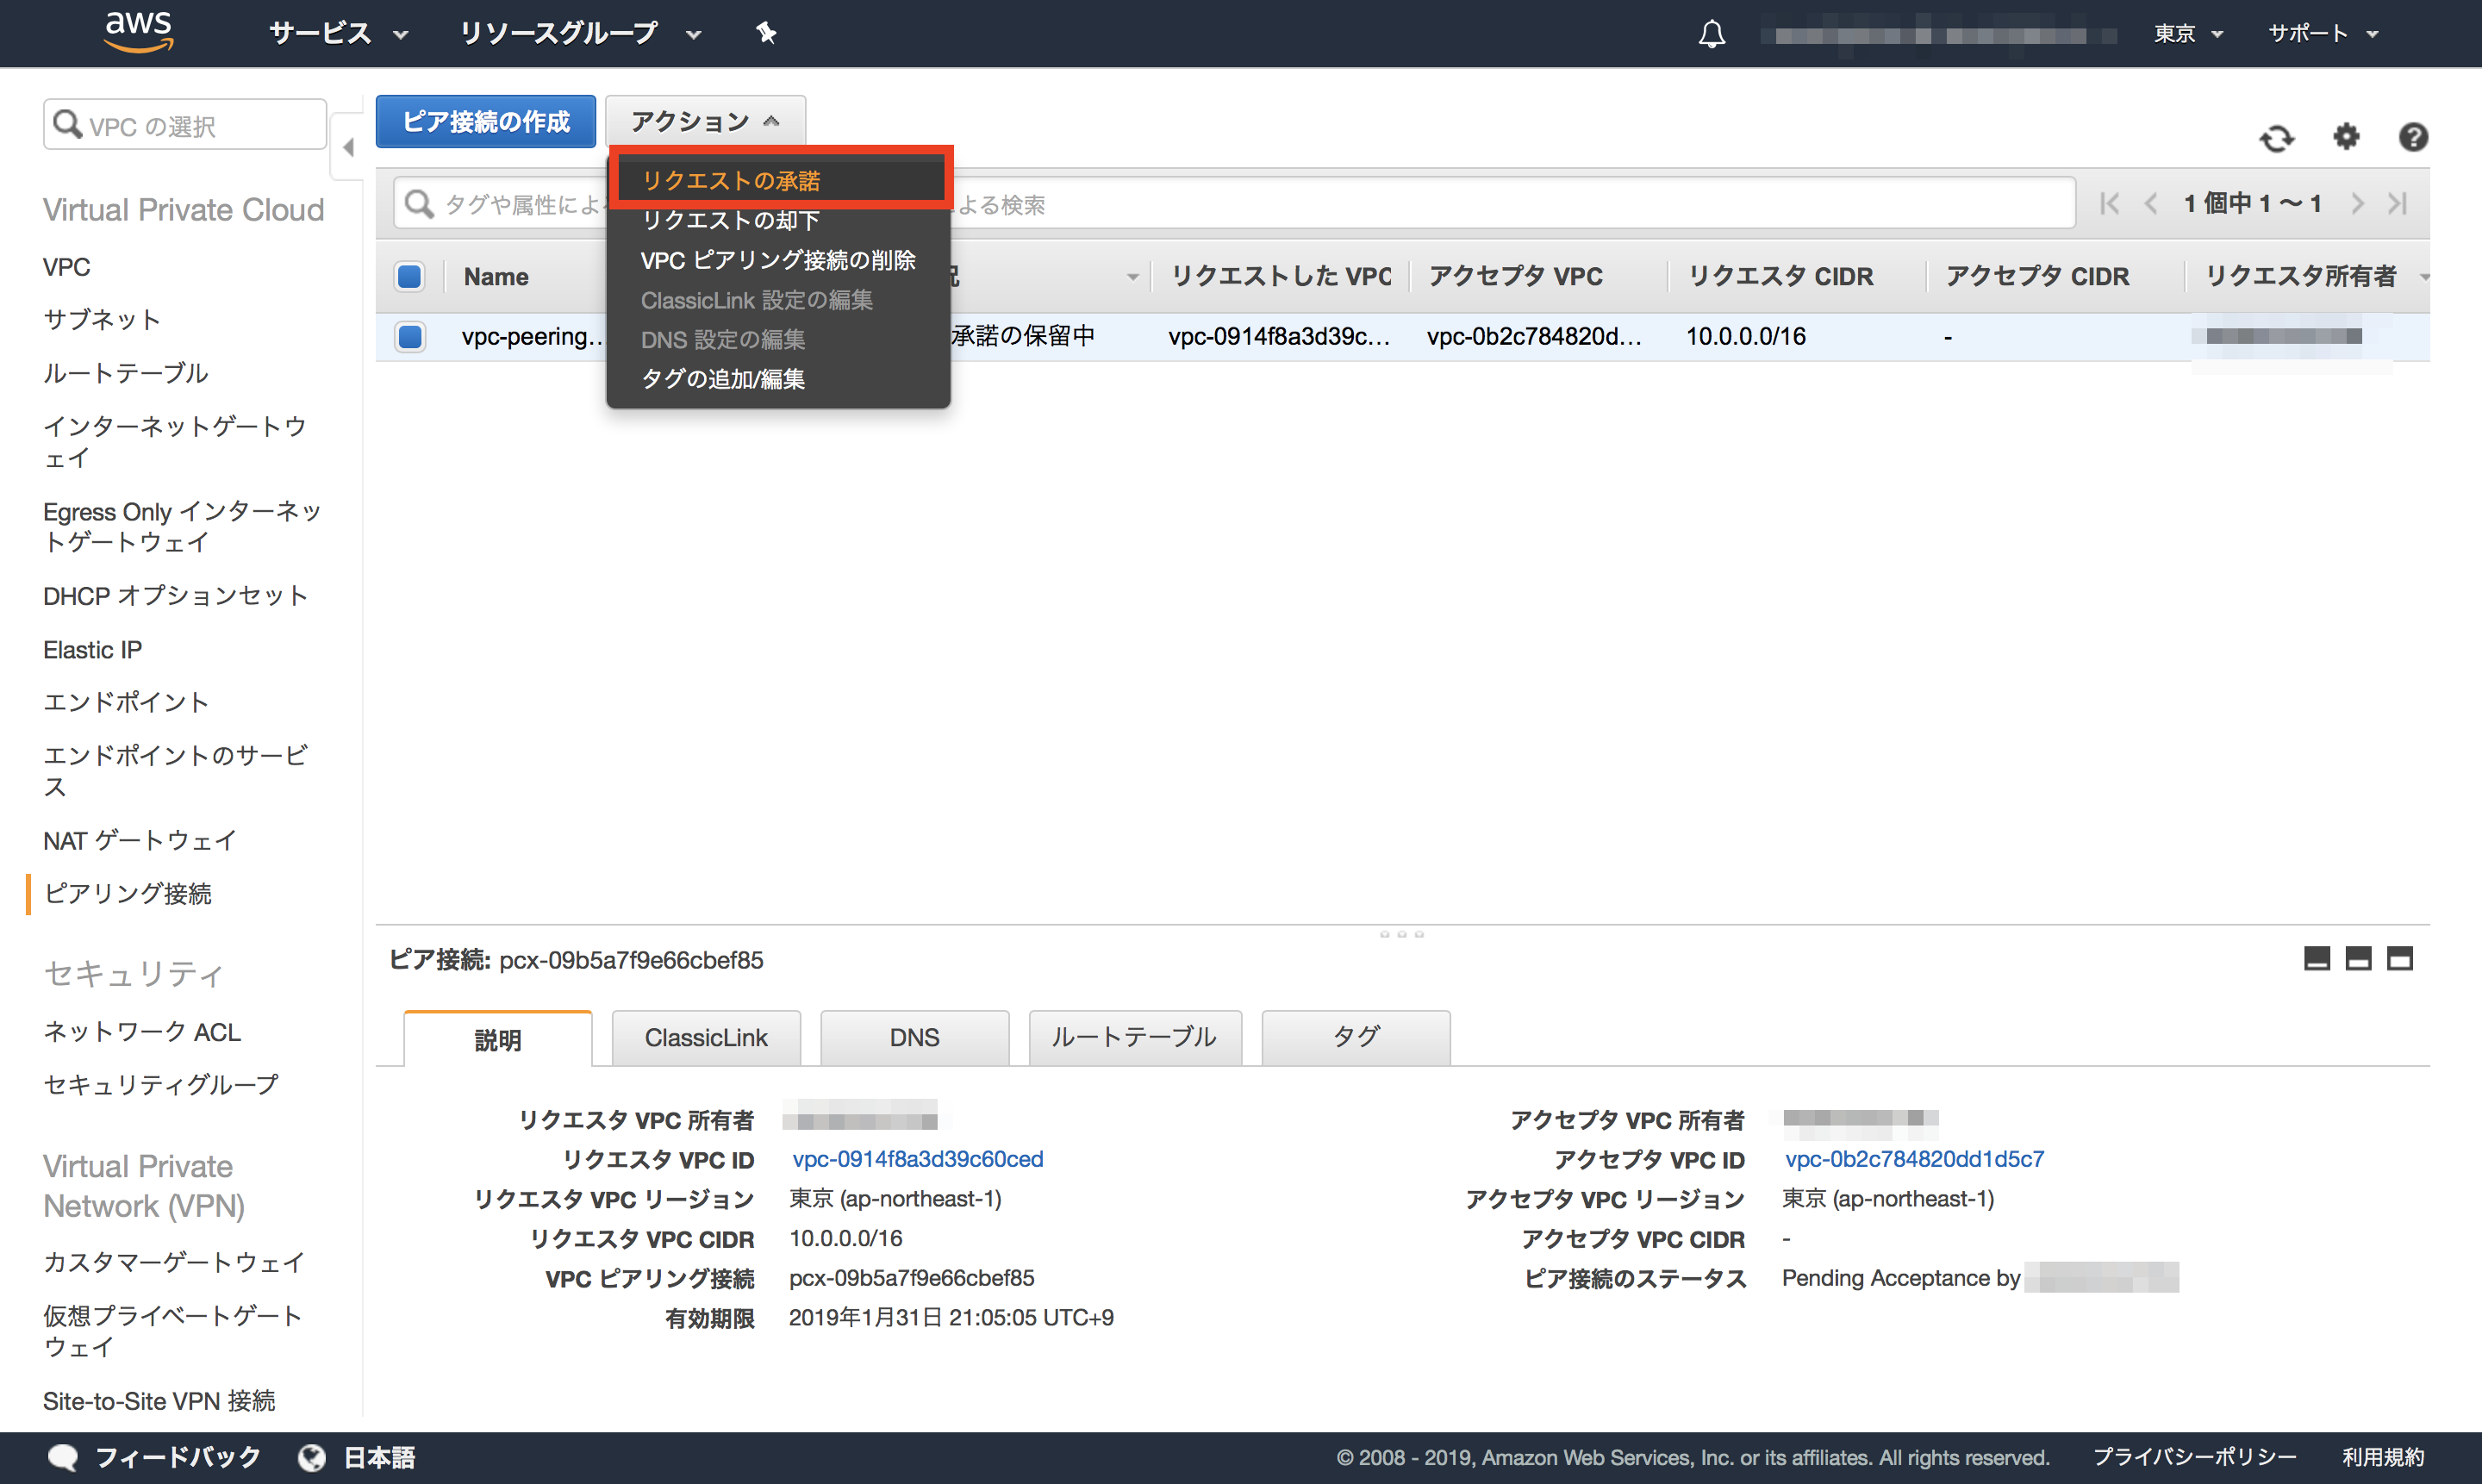 aws サービス リソースグループ 東京 サポート
VPC の選択
Virtual Private Cloud
VPC
サブネット
ルートテーブル
インターネットゲートウ
ェイ
Egress Only インターネッ
トゲートウェイ
DHCP オプションセット
Elastic IP
エンドポイント
エンドポイントのサービ
ス
NAT ゲートウェイ
ピアリング接続
セキュリティ
ネットワーク ACL
セキュリティグループ
Virtual Private
Network (VPN)
カスタマーゲートウェイ
仮想プライベートゲート
ウェイ
Site-to-Site VPN 接続
ピア接続の作成 アクション
リクエストの承諾
リクエストの却下
VPC ピアリング接続の削除
ClassicLink 設定の編集
DNS 設定の編集
タグの追加/編集
タグや属性によ よる検索 1 個中 1 ～ 1
Name 況 リクエストした VPC アクセプタ VPC リクエスタ CIDR アクセプタ CIDR リクエスタ所有者
vpc-peering… 承諾の保留中 vpc-0914f8a3d39c… vpc-0b2c784820d… 10.0.0.0/16 -
ピア接続: pcx-09b5a7f9e66cbef85
説明 ClassicLink DNS ルートテーブル タグ
リクエスタ VPC 所有者
リクエスタ VPC ID vpc-0914f8a3d39c60ced
リクエスタ VPC リージョン 東京 (ap-northeast-1)
リクエスタ VPC CIDR 10.0.0.0/16
VPC ピアリング接続 pcx-09b5a7f9e66cbef85
有効期限 2019年1月31日 21:05:05 UTC+9
アクセプタ VPC 所有者
アクセプタ VPC ID vpc-0b2c784820dd1d5c7
アクセプタ VPC リージョン 東京 (ap-northeast-1)
アクセプタ VPC CIDR -
ピア接続のステータス Pending Acceptance by
フィードバック 日本語 © 2008 - 2019, Amazon Web Services, Inc. or its affiliates. All rights reserved. プライバシーポリシー 利用規約